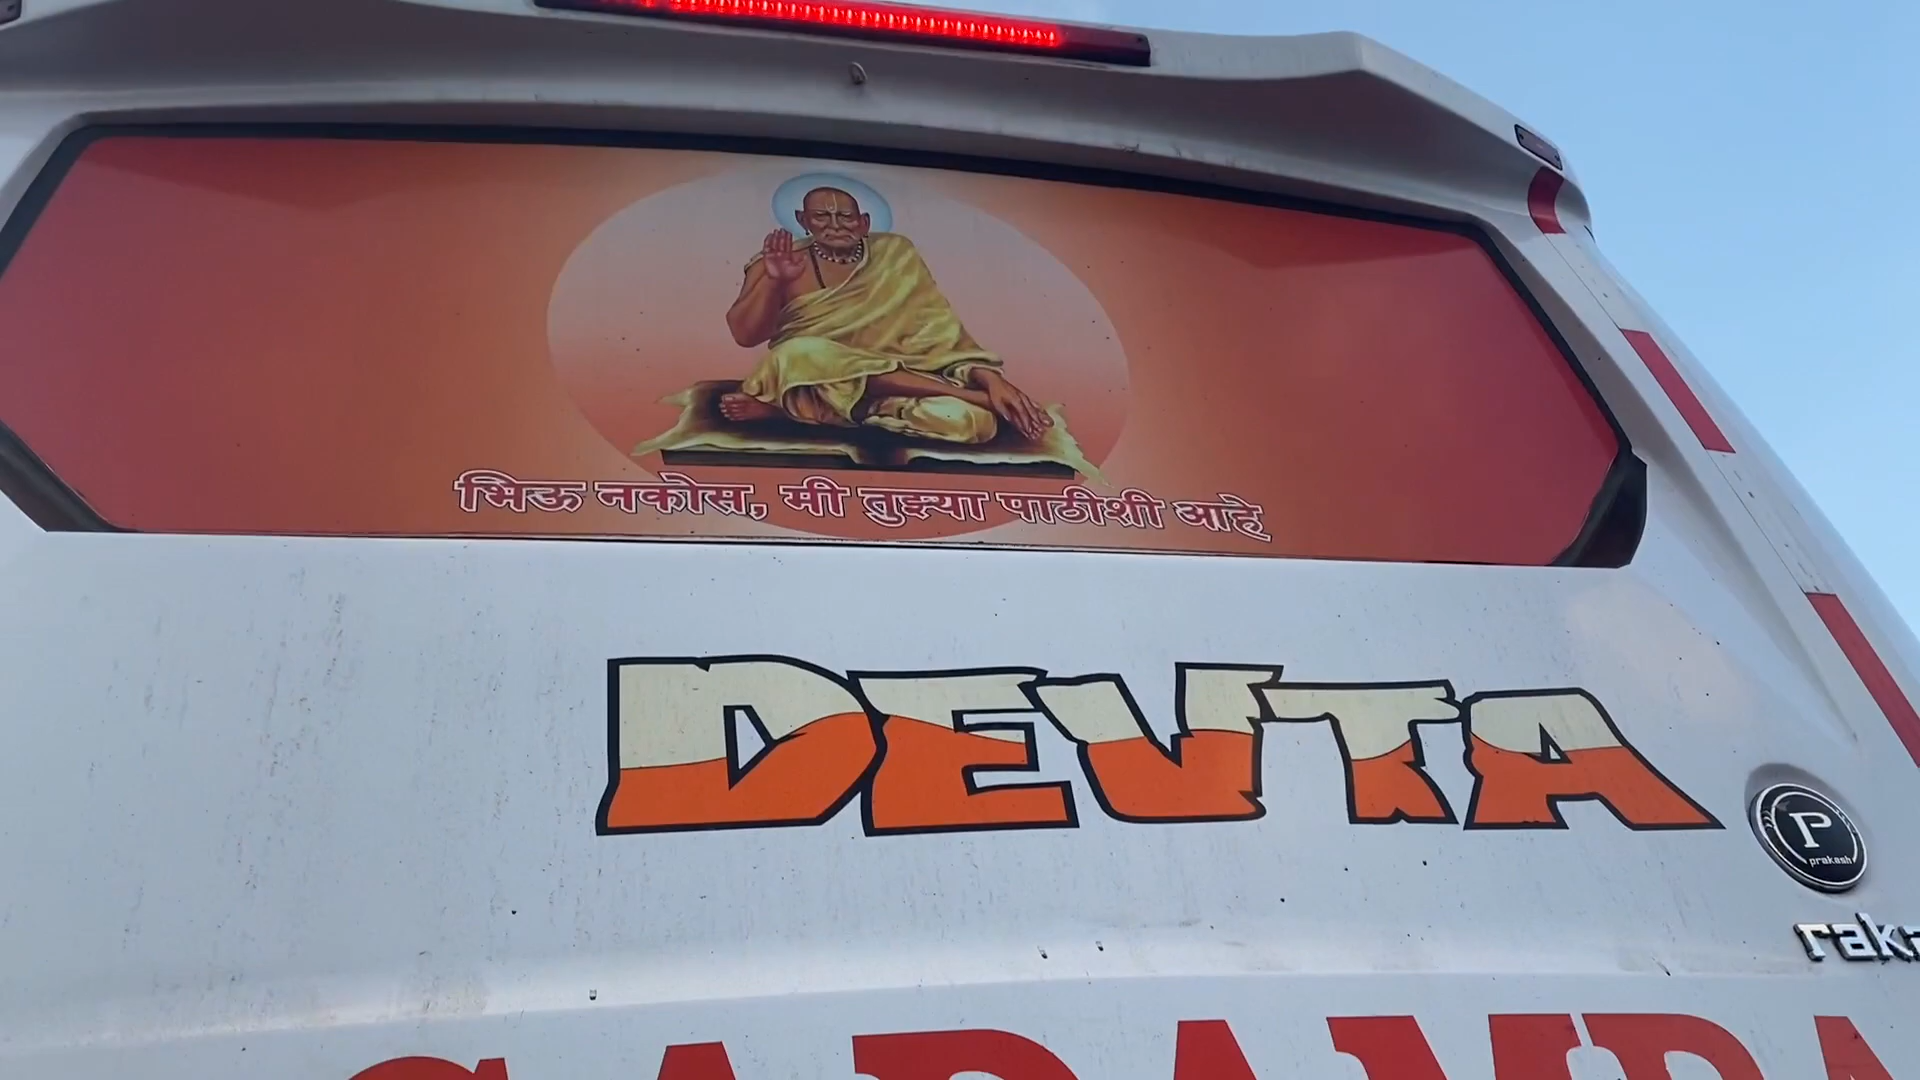 भिऊ नकोस, मी तुझ्या पाठीशी आहे
DEVTA
P
prakash